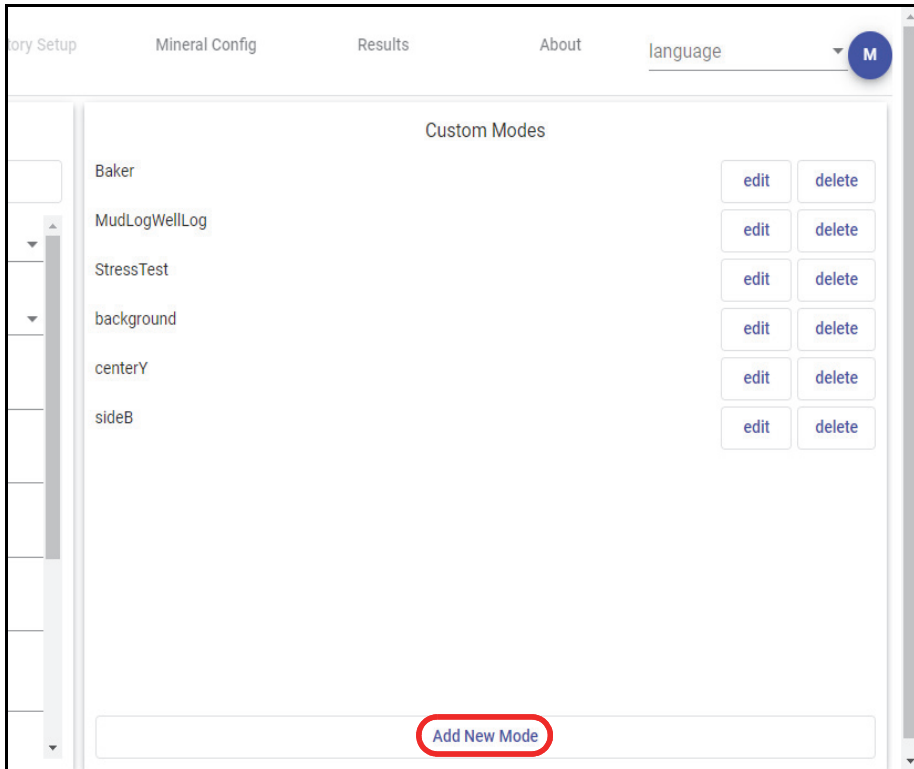 tory Setup Mineral Config Results About language M
Custom Modes
Baker edit delete
MudLogWellLog edit delete
StressTest edit delete
background edit delete
centerY edit delete
sideB edit delete
Add New Mode